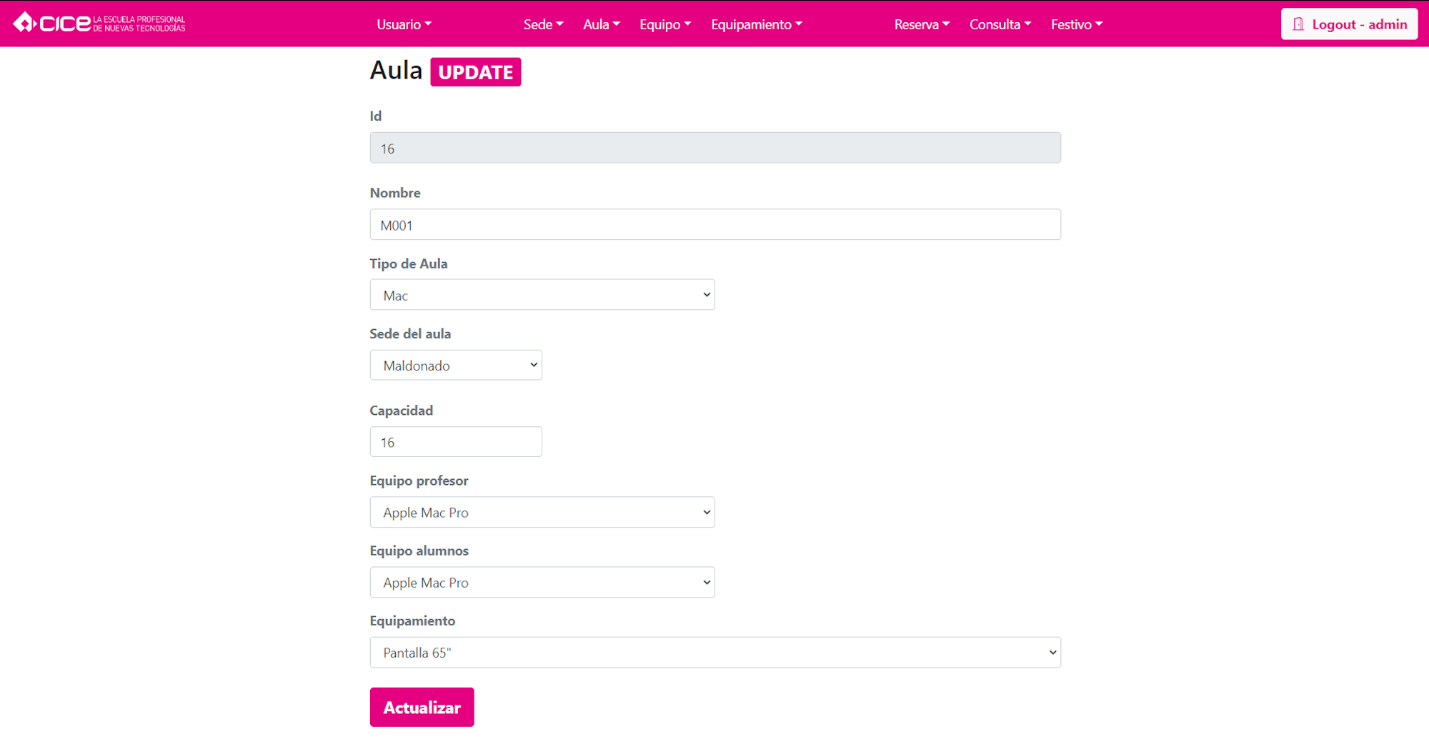 CICE LA ESCUELA PROFESIONAL
DE NUEVAS TECNOLOGÍAS
Usuario Sede Aula Equipo Equipamiento Reserva Consulta Festivo Logout - admin
Aula UPDATE
Id
16
Nombre
M001
Tipo de Aula
Mac
Sede del aula
Maldonado
Capacidad
16
Equipo profesor
Apple Mac Pro
Equipo alumnos
Apple Mac Pro
Equipamiento
Pantalla 65"
Actualizar